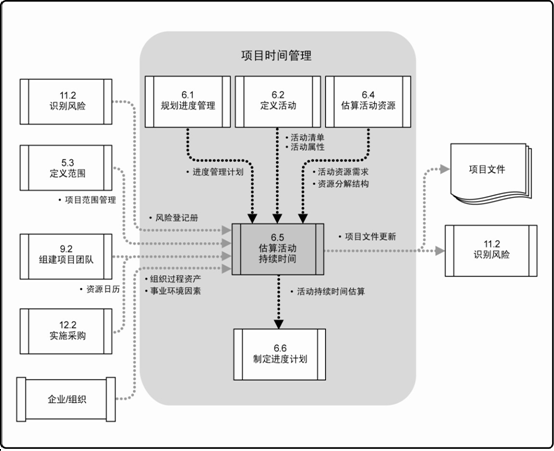 项目时间管理
11.2
识别风险
6.1
规划进度管理
6.2
定义活动
6.4
估算活动资源
• 活动清单
• 活动属性
5.3
定义范围
• 进度管理计划
• 活动资源需求
• 资源分解结构
项目文件
• 项目范围管理
• 风险登记册
9.2
组建项目团队
6.5
估算活动
持续时间
• 项目文件更新
11.2
识别风险
• 资源日历
• 组织过程资产
• 事业环境因素
• 活动持续时间估算
12.2
实施采购
6.6
制定进度计划
企业/组织